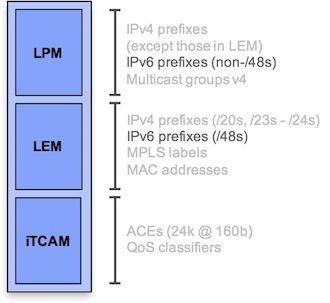 LPM
IPv4 prefixes
(except those in LEM)
IPv6 prefixes (non-/48s)
Multicast groups v4
LEM
IPv4 prefixes (/20s, /23s - /24s)
IPv6 prefixes (/48s)
MPLS labels
MAC addresses
iTCAM
ACEs (24k @ 160b)
QoS classifiers